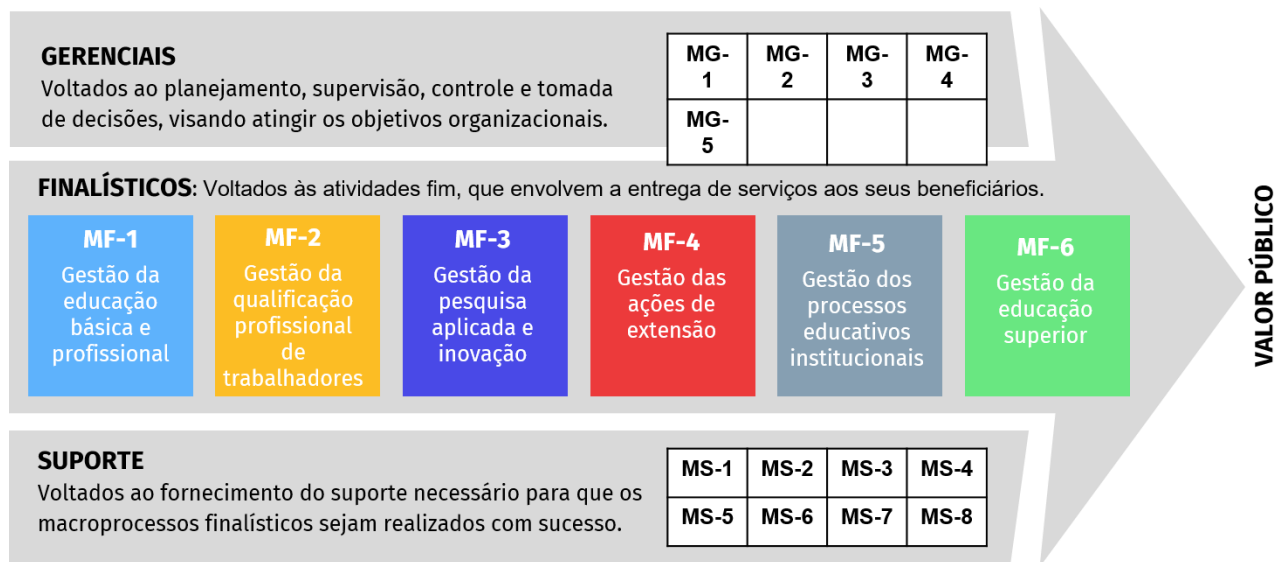 GERENCIAIS
Voltados ao planejamento, supervisão, controle e tomada
de decisões, visando atingir os objetivos organizacionais.
MG-
1
MG-
2
MG-
3
MG-
4
MG-
5
FINALÍSTICOS: Voltados às atividades fim, que envolvem a entrega de serviços aos seus beneficiários.
MF-1
Gestão da
educação
básica e
profissional
MF-2
Gestão da
qualificação
profissional
de
trabalhadores
MF-3
Gestão da
pesquisa
aplicada e
inovação
MF-4
Gestão das
ações de
extensão
MF-5
Gestão dos
processos
educativos
institucionais
MF-6
Gestão da
educação
superior
SUPORTE
Voltados ao fornecimento do suporte necessário para que os
macroprocessos finalísticos sejam realizados com sucesso.
MS-1 MS-2 MS-3 MS-4
MS-5 MS-6 MS-7 MS-8
VALOR PÚBLICO